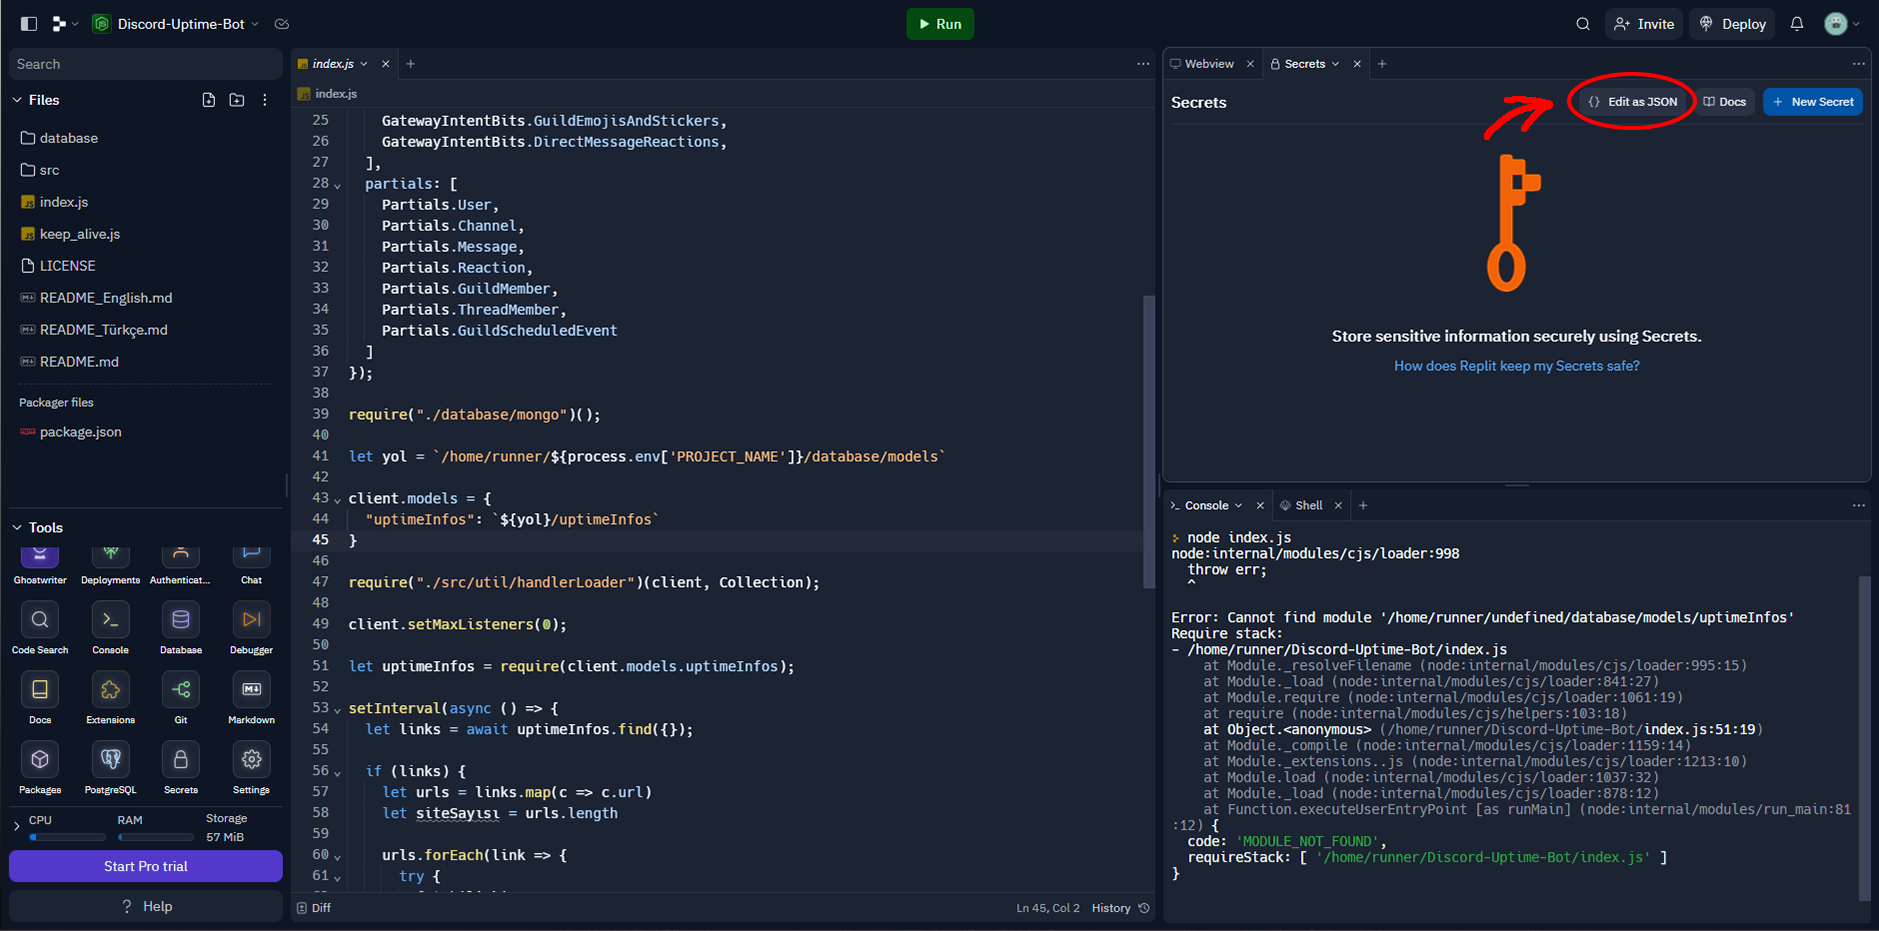 Discord-Uptime-Bot
Run
Invite
Deploy
Search
Files
database
src
index.js
keep_alive.js
LICENSE
README_English.md
README_Türkçe.md
README.md
Packager files
package.json
Tools
Ghostwriter Deployments Authenticat... Chat
Code Search Console Database Debugger
Docs Extensions Git Markdown
Packages PostgreSQL Secrets Settings
CPU RAM Storage
57 MiB
Start Pro trial
? Help
index.js
index.js
25 GatewayIntentBits.GuildEmojisAndStickers,
26 GatewayIntentBits.DirectMessageReactions,
27 ],
28 partials: [
29 Partials.User,
30 Partials.Channel,
31 Partials.Message,
32 Partials.Reaction,
33 Partials.GuildMember,
34 Partials.ThreadMember,
35 Partials.GuildScheduledEvent
36 ]
37 });
38
39 require("./database/mongo")();
40
41 let yol = `/home/runner/${process.env['PROJECT_NAME']}/database/models`
42
43 client.models = {
44 "uptimeInfos": `${yol}/uptimeInfos`
45 }
46
47 require("./src/util/handlerLoader")(client, Collection);
48
49 client.setMaxListeners(0);
50
51 let uptimeInfos = require(client.models.uptimeInfos);
52
53 setInterval(async () => {
54 let links = await uptimeInfos.find({});
55
56 if (links) {
57 let urls = links.map(c => c.url)
58 let siteSayısı = urls.length
59
60 urls.forEach(link => {
61 try {
Diff
Ln 45, Col 2 History
Webview
Secrets
Secrets
{} Edit as JSON
Docs
+ New Secret
Store sensitive information securely using Secrets.
How does Replit keep my Secrets safe?
Console
Shell
node index.js
node:internal/modules/cjs/loader:998
throw err;
^
Error: Cannot find module '/home/runner/undefined/database/models/uptimeInfos'
Require stack:
- /home/runner/Discord-Uptime-Bot/index.js
at Module._resolveFilename (node:internal/modules/cjs/loader:995:15)
at Module._load (node:internal/modules/cjs/loader:841:27)
at Module.require (node:internal/modules/cjs/loader:1061:19)
at require (node:internal/modules/cjs/helpers:103:18)
at Object.<anonymous> (/home/runner/Discord-Uptime-Bot/index.js:51:19)
at Module._compile (node:internal/modules/cjs/loader:1159:14)
at Module._extensions..js (node:internal/modules/cjs/loader:1213:10)
at Module.load (node:internal/modules/cjs/loader:1037:32)
at Module._load (node:internal/modules/cjs/loader:878:12)
at Function.executeUserEntryPoint [as runMain] (node:internal/modules/run_main:81
:12) {
code: 'MODULE_NOT_FOUND',
requireStack: [ '/home/runner/Discord-Uptime-Bot/index.js' ]
}